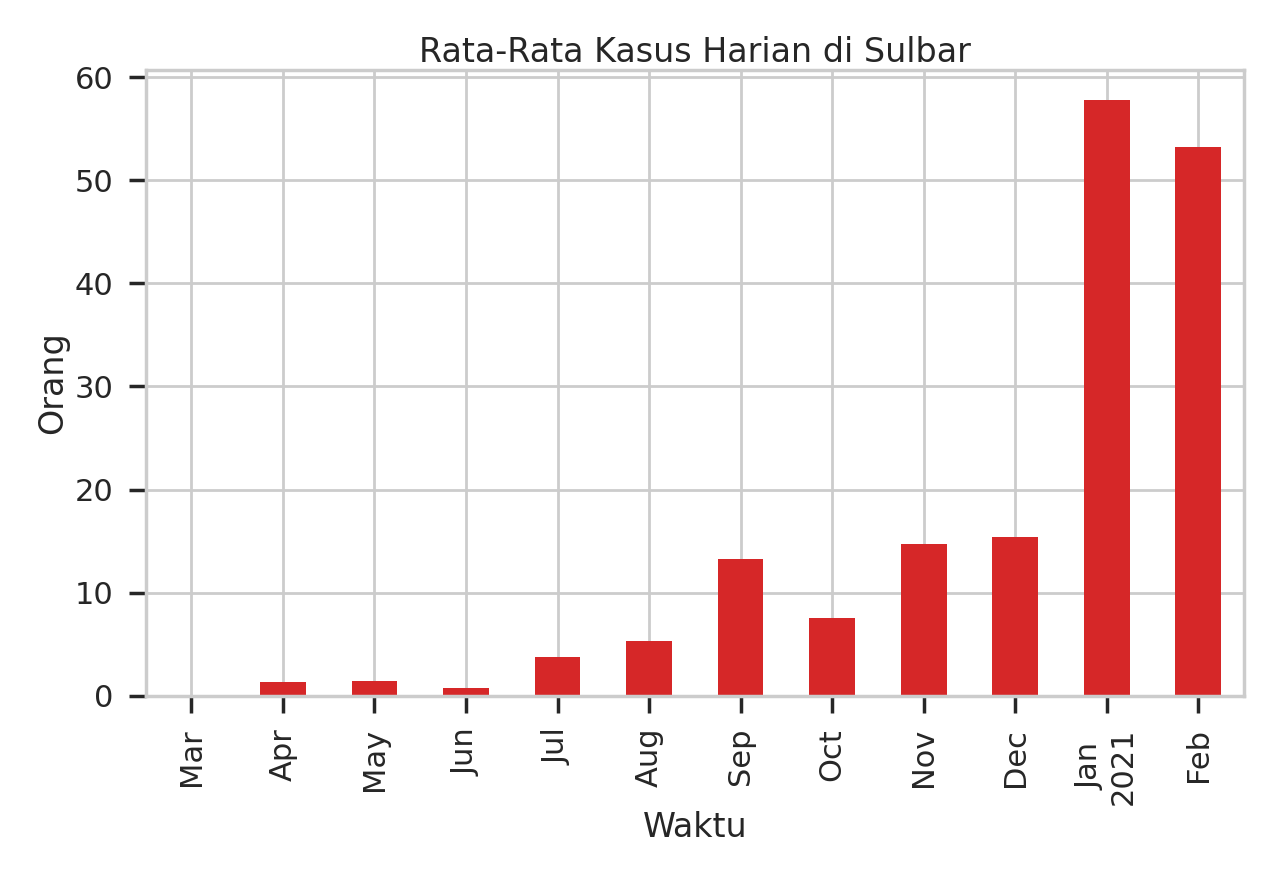 Rata-Rata Kasus Harian di Sulbar
60
50
40
30
20
10
0
Orang
Mar
Apr
May
Jun
Jul
Aug
Sep
Oct
Nov
Dec
Jan
2021
Feb
Waktu